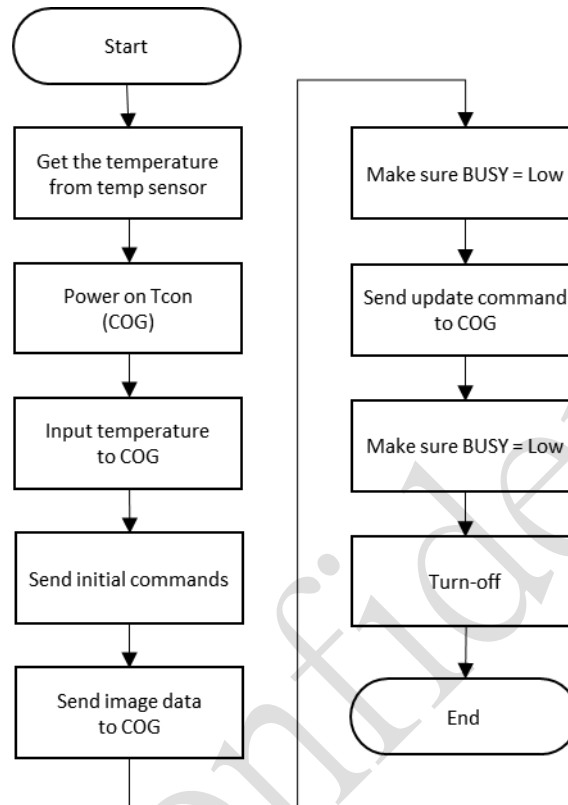 Start
Get the temperature
from temp sensor
Power on Tcon
(COG)
Input temperature
to COG
Send initial commands
Send image data
to COG
Make sure BUSY = Low
Send update command
to COG
Make sure BUSY = Low
Turn-off
End